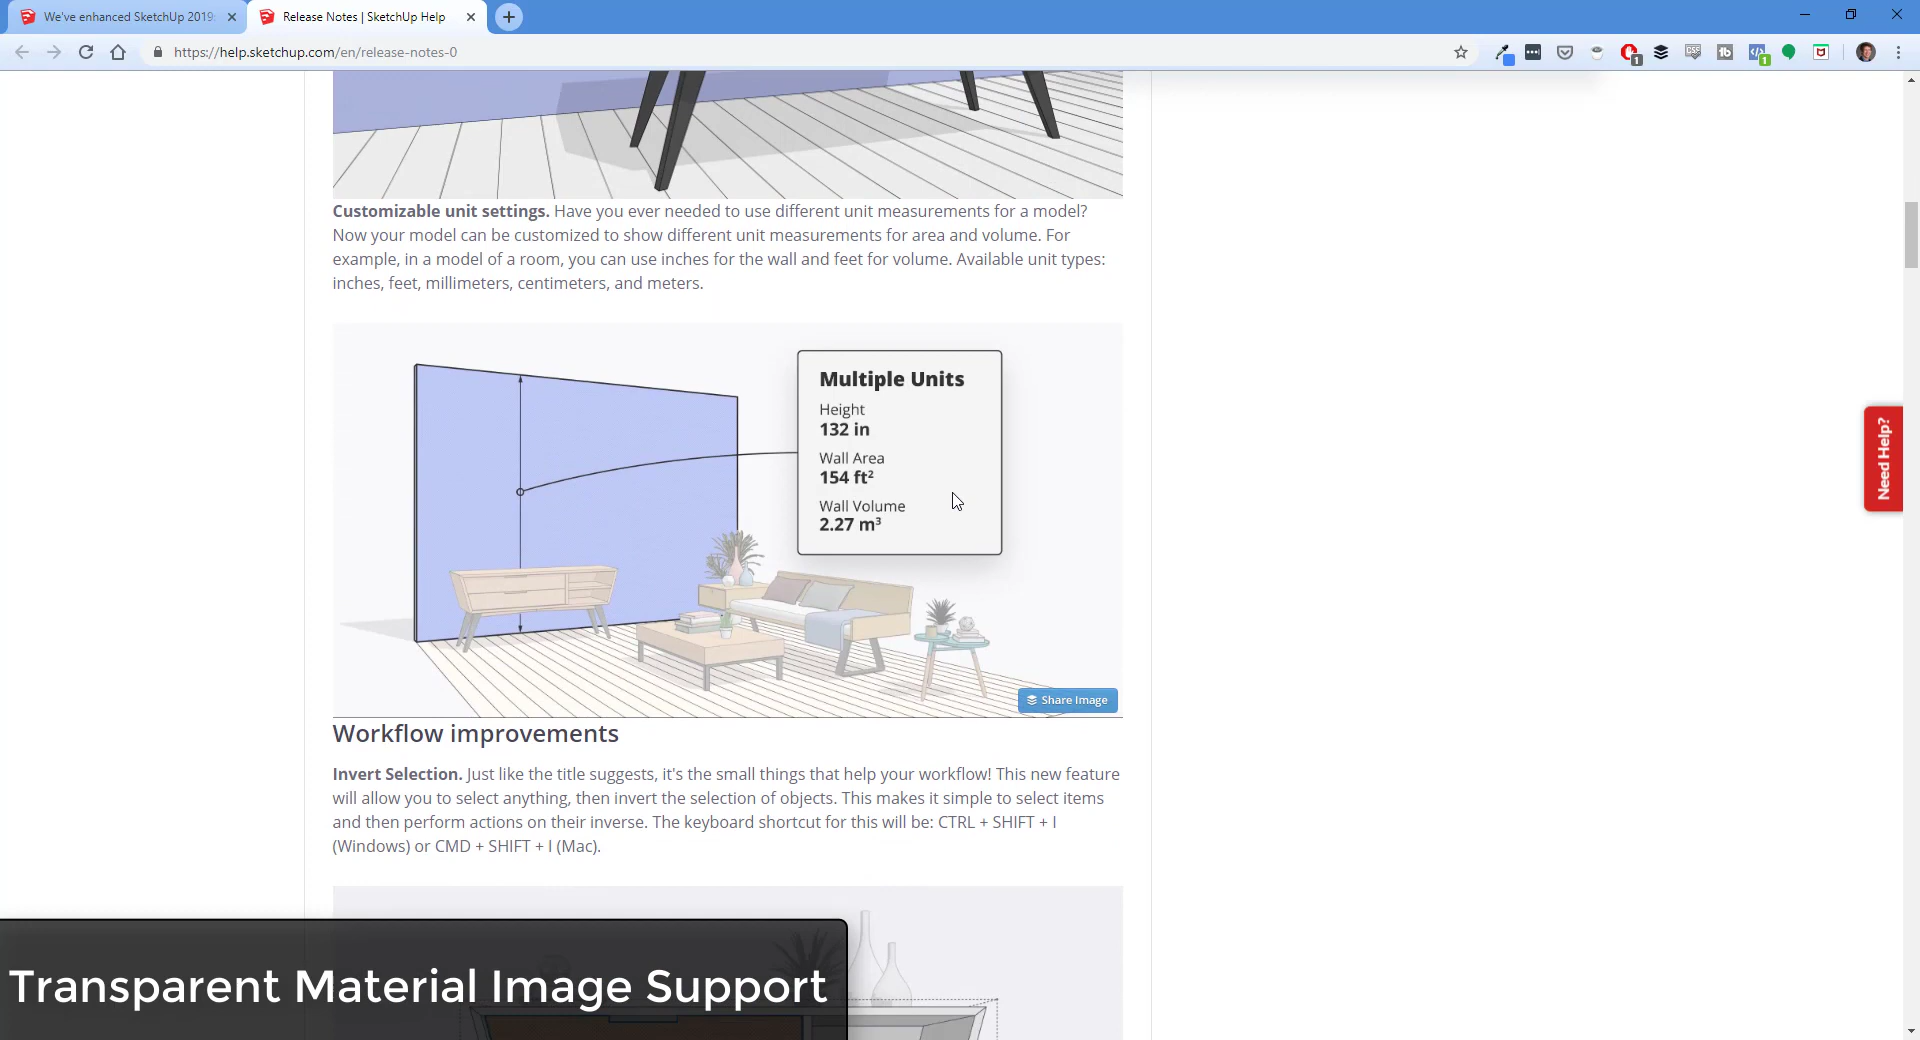 We've enhanced SketchUp 2019:
Release Notes | SketchUp Help
https://help.sketchup.com/en/release-notes-0
Customizable unit settings. Have you ever needed to use different unit measurements for a model?
Now your model can be customized to show different unit measurements for area and volume. For
example, in a model of a room, you can use inches for the wall and feet for volume. Available unit types:
inches, feet, millimeters, centimeters, and meters.
Multiple Units
Height
132 in
Wall Area
154 ft²
Wall Volume
2.27 m³
Need Help?
Share Image
Workflow improvements
Invert Selection. Just like the title suggests, it's the small things that help your workflow! This new feature
will allow you to select anything, then invert the selection of objects. This makes it simple to select items
and then perform actions on their inverse. The keyboard shortcut for this will be: CTRL + SHIFT + I
(Windows) or CMD + SHIFT + I (Mac).
Transparent Material Image Support